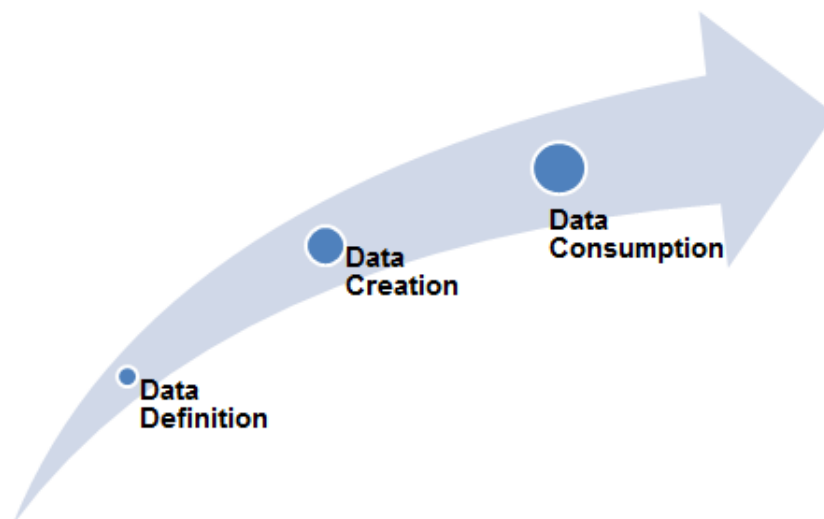 Data
Consumption
Data
Creation
Data
Definition